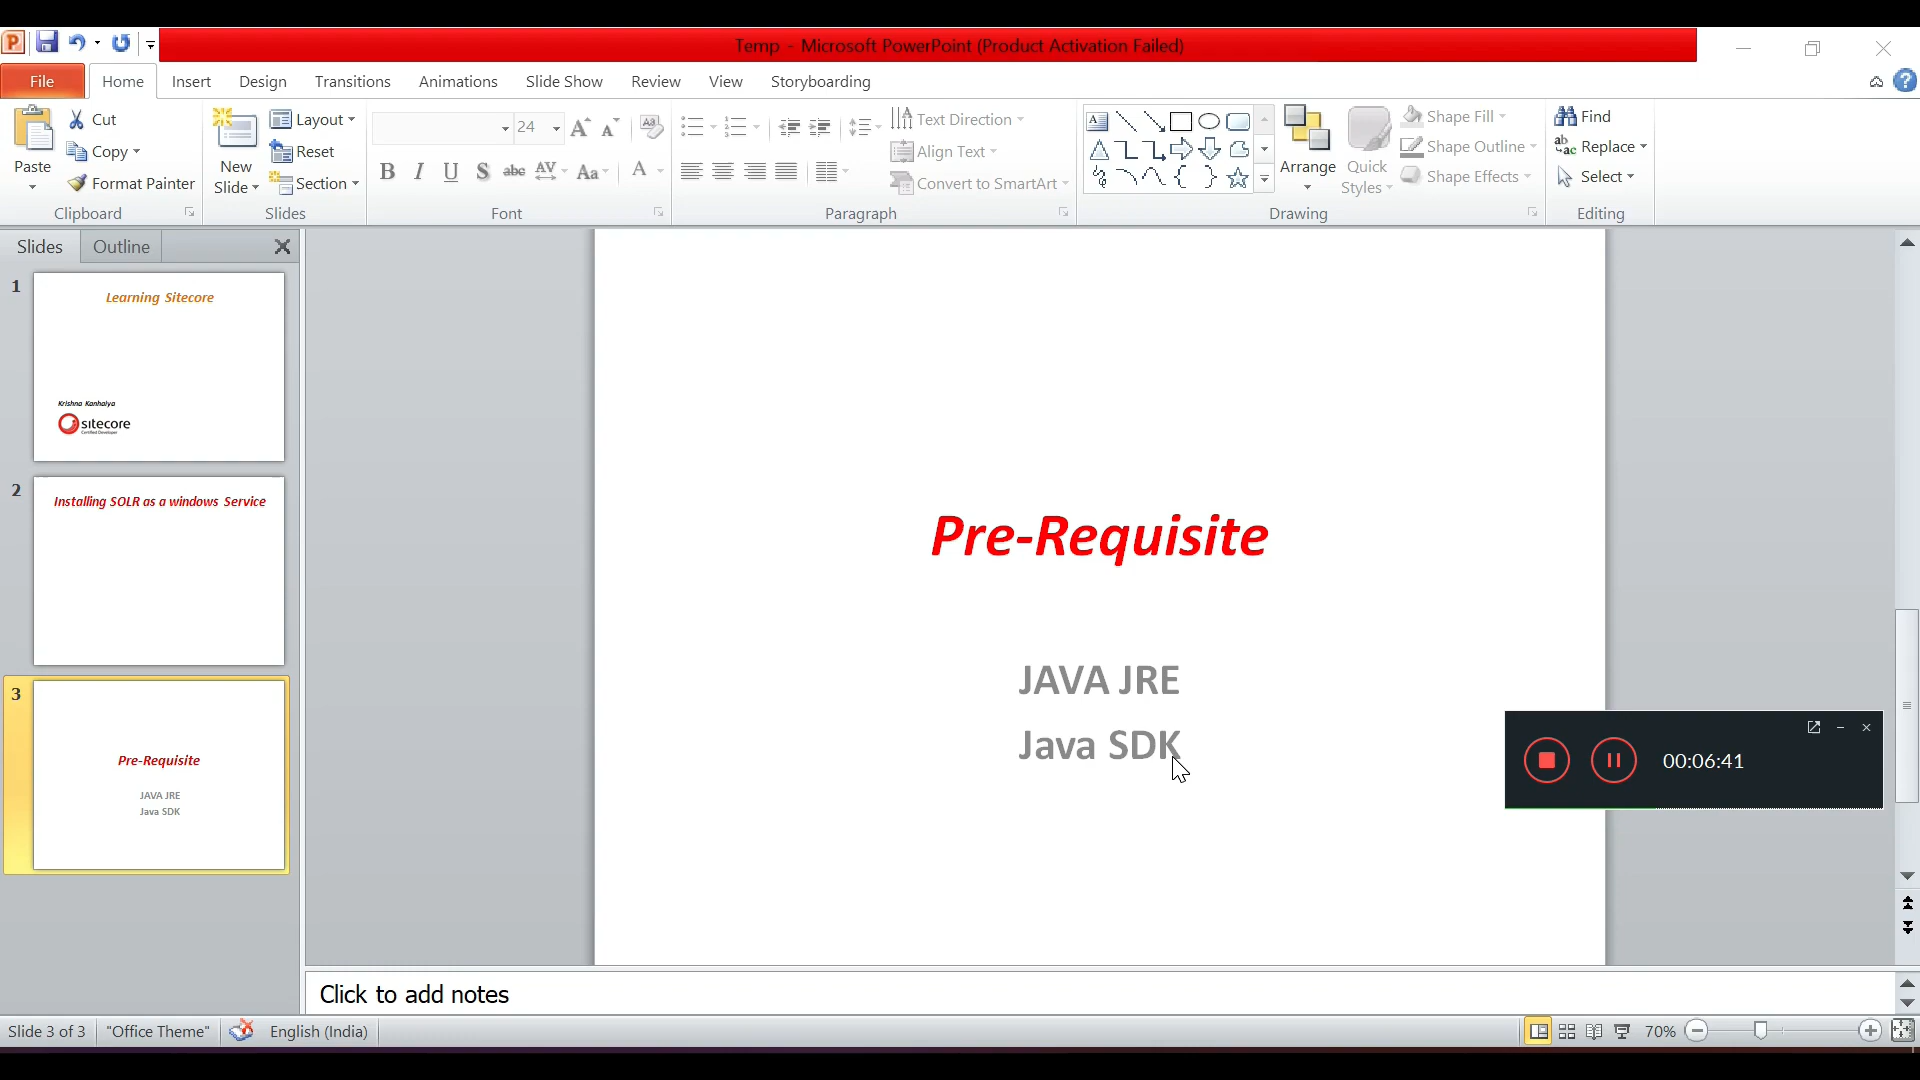 Temp - Microsoft PowerPoint (Product Activation Failed)
File Home Insert Design Transitions Animations Slide Show Review View Storyboarding
Paste
Cut
Copy
Format Painter
Clipboard
New Slide
Layout
Reset
Section
Slides
24
Font
Paragraph
Text Direction
Align Text
Convert to SmartArt
Arrange
Quick Styles
Shape Fill
Shape Outline
Shape Effects
Drawing
Find
Replace
Select
Editing
Slides Outline
1
Learning Sitecore
Krishna Kanhaiya
sitecore
Certified Developer
2
Installing SOLR as a windows Service
3
Pre-Requisite
JAVA JRE
Java SDK
Pre-Requisite
JAVA JRE
Java SDK
00:06:41
Click to add notes
Slide 3 of 3 "Office Theme" English (India) 70%